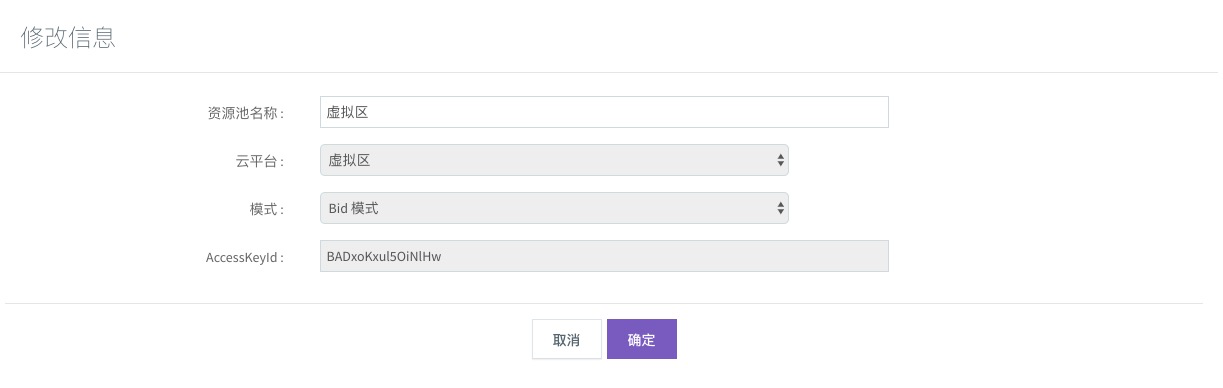 修改信息
资源池名称 : 虚拟区
云平台 : 虚拟区
模式 : Bid 模式
AccessKeyId : BADxoKxul5OiNlHw
取消 确定